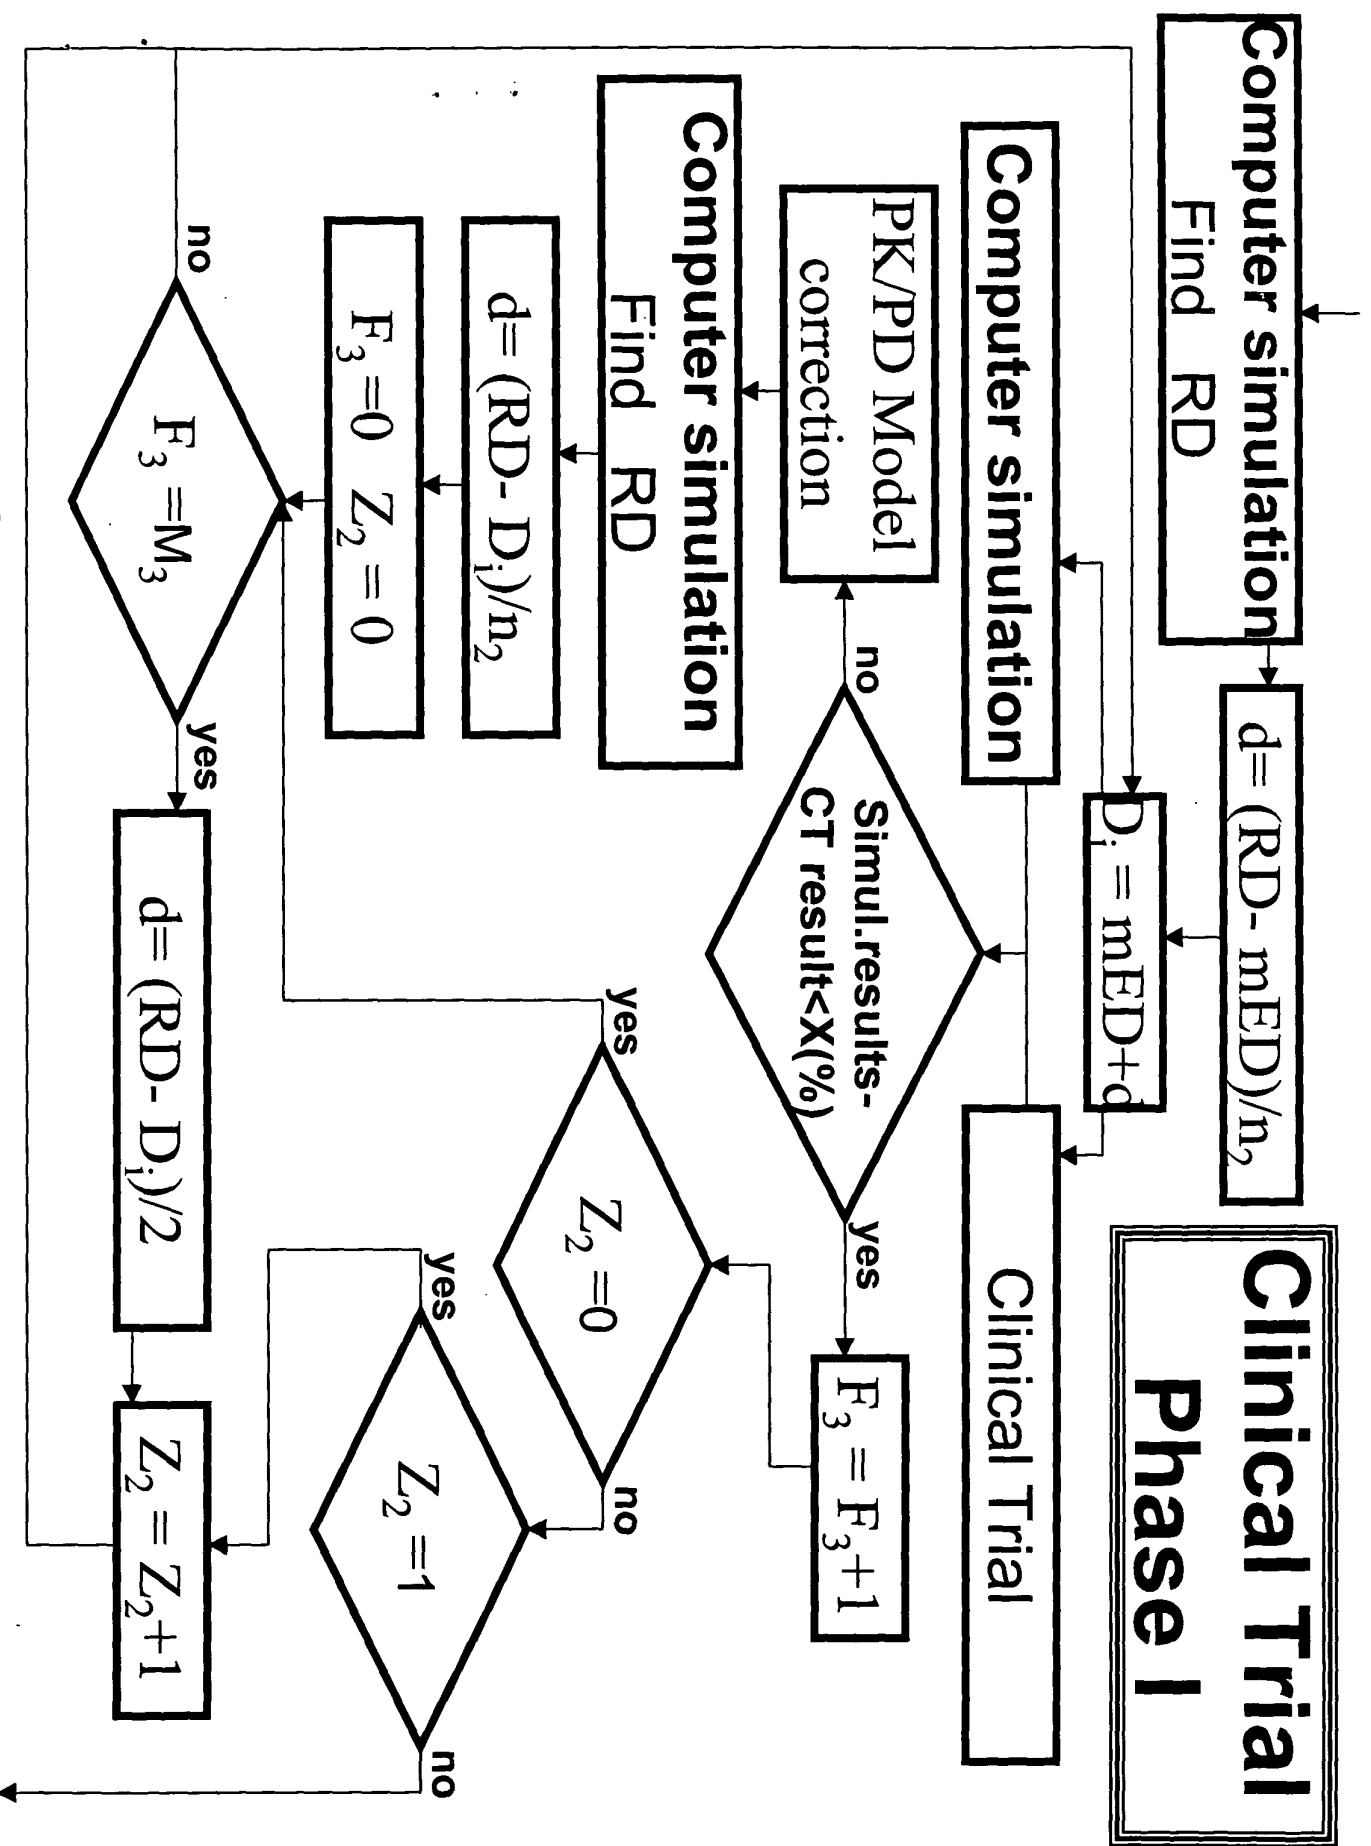 Clinical Trial
Phase I
Computer simulation
Find RD
d= (RD- mED)/n₂
Dᵢ = mED+d
Computer simulation
Clinical Trial
Simul.results-
CT result<X(%)
no
yes
PK/PD Model
correction
F₃ = F₃+1
Computer simulation
Find RD
Z₂ =0
yes
no
d= (RD- Dᵢ)/n₂
F₃ =0 Z₂ = 0
Z₂ =1
yes
no
F₃ =M₃
no
yes
d= (RD- Dᵢ)/2
Z₂ = Z₂+1